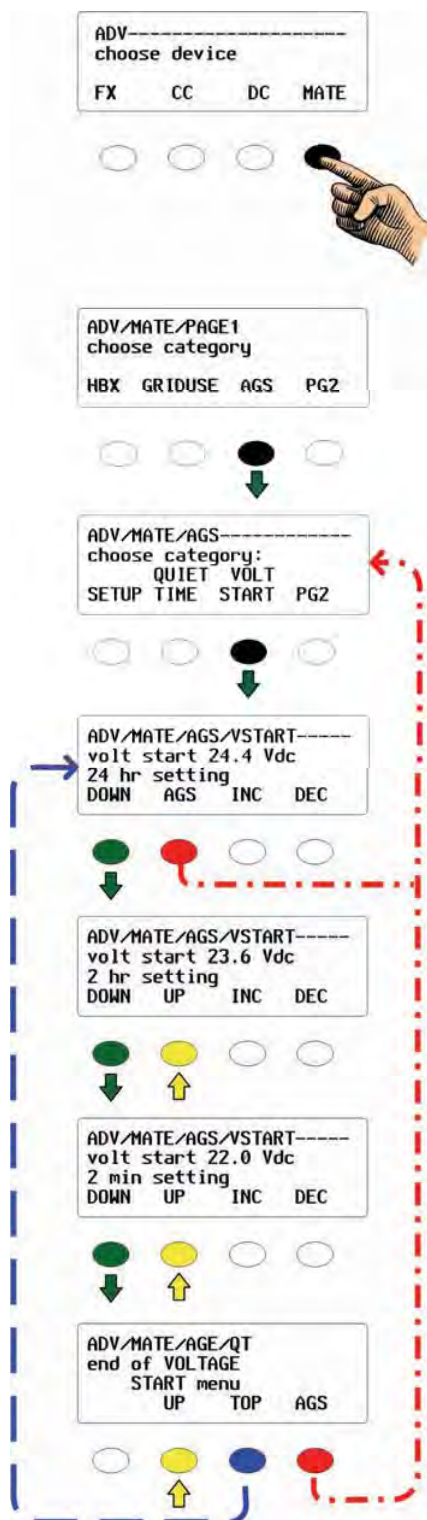 ADV---------------------
choose device
FX CC DC MATE
ADV/MATE/PAGE1
choose category
HBX GRIDUSE AGS PG2
ADV/MATE/AGS-------------
choose category:
QUIET VOLT
SETUP TIME START PG2
ADV/MATE/AGS/VSTART-----
volt start 24.4 Vdc
24 hr setting
DOWN AGS INC DEC
ADV/MATE/AGS/VSTART-----
volt start 23.6 Vdc
2 hr setting
DOWN UP INC DEC
ADV/MATE/AGS/VSTART-----
volt start 22.0 Vdc
2 min setting
DOWN UP INC DEC
ADV/MATE/AGE/QT
end of VOLTAGE
START menu
UP TOP AGS